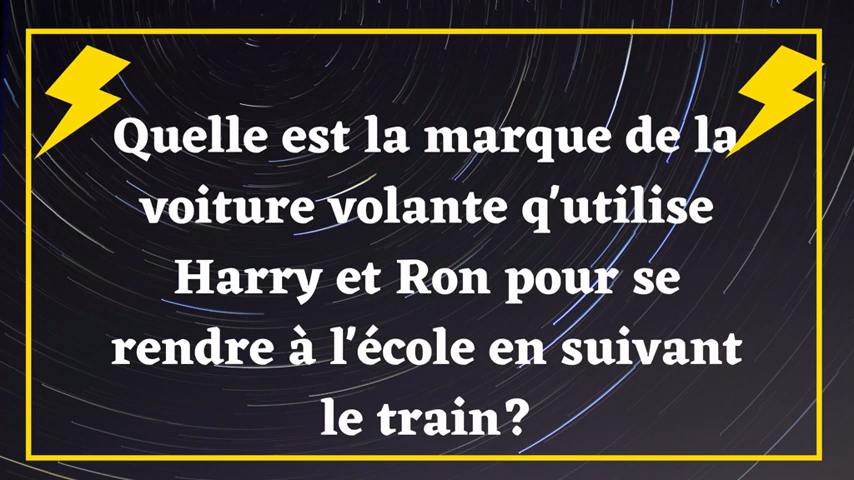 Quelle est la marque de la
voiture volante q'utilise
Harry et Ron pour se
rendre à l'école en suivant
le train?